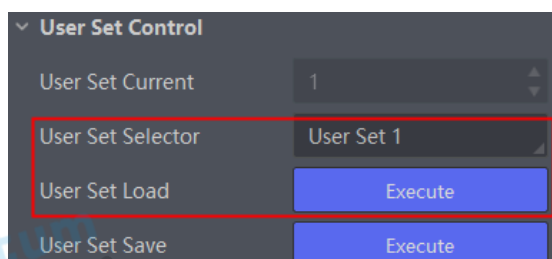 User Set Control
User Set Current 1
User Set Selector User Set 1
User Set Load Execute
User Set Save Execute